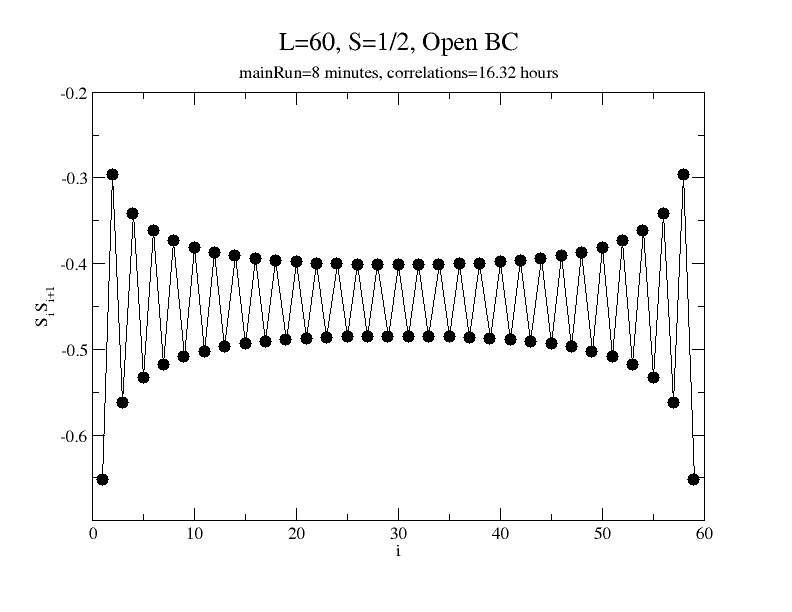 L=60, S=1/2, Open BC
mainRun=8 minutes, correlations=16.32 hours
-0.2
-0.3
-0.4
-0.5
-0.6
S_i S_{i+1}
0 10 20 30 40 50 60
i